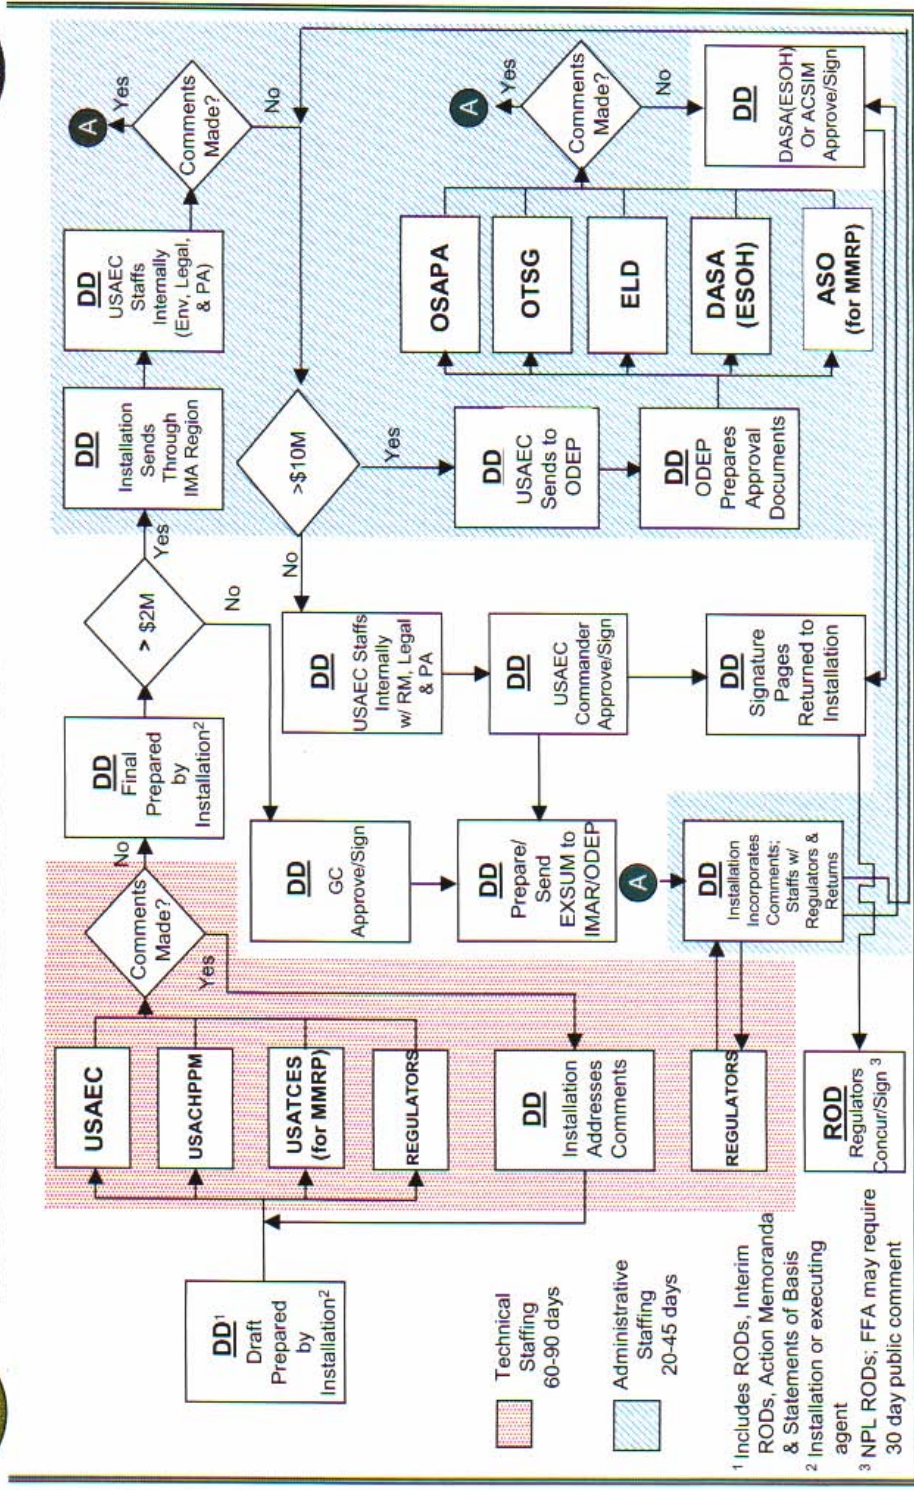 DD¹
Draft
Prepared
by
Installation²
USAEC
USACHPPM
USATCES
(for MMRP)
REGULATORS
Comments
Made?
No
Yes
DD
Installation
Addresses
Comments
REGULATORS
DD
Final
Prepared
by
Installation²
> $2M
Yes
No
DD
Installation
Sends
Through
IMA Region
DD
USAEC
Staffs
Internally
(Env, Legal,
& PA)
Comments
Made?
Yes
A
No
>$10M
No
Yes
DD
GC
Approve/Sign
DD
Prepare/
Send
EXSUM to
IMAR/ODEP
DD
USAEC Staffs
Internally
w/ RM, Legal
& PA
DD
USAEC
Commander
Approve/Sign
DD
Signature
Pages
Returned to
Installation
DD
USAEC
Sends to
ODEP
DD
ODEP
Prepares
Approval
Documents
OSAPA
OTSG
ELD
DASA
(ESOH)
ASO
(for MMRP)
Comments
Made?
Yes
A
No
DD
DASA(ESOH)
Or ACSIM
Approve/Sign
A
DD
Installation
Incorporates
Comments;
Staffs w/
Regulators &
Returns
ROD
Regulators
Concur/Sign ³
Technical
Staffing
60-90 days
Administrative
Staffing
20-45 days
¹ Includes RODs, Interim
RODs, Action Memoranda
& Statements of Basis
² Installation or executing
agent
³ NPL RODs; FFA may require
30 day public comment